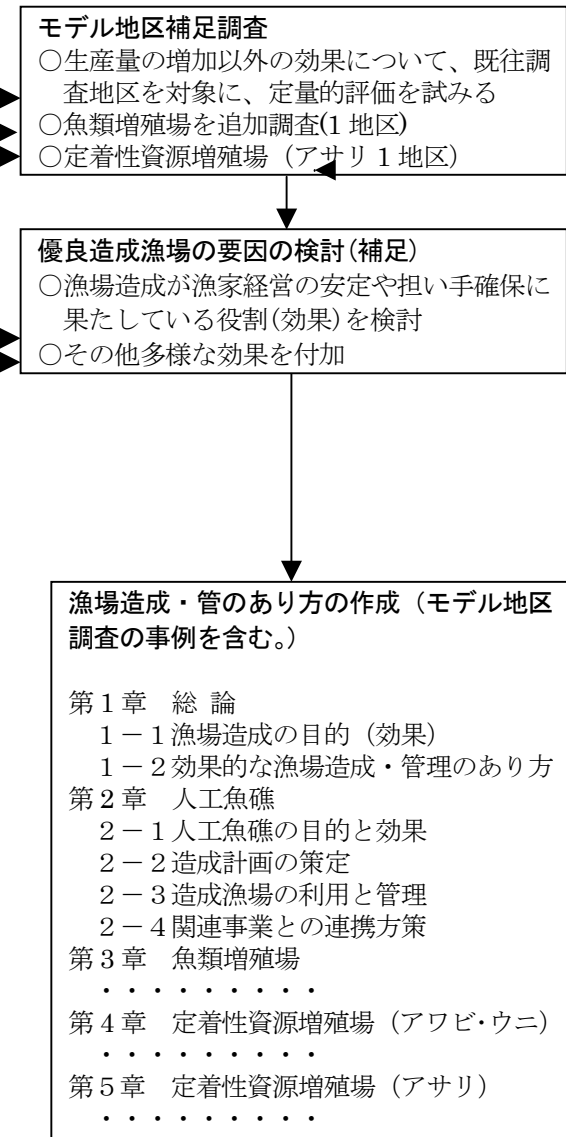 モデル地区補足調査
○生産量の増加以外の効果について、既往調
査地区を対象に、定量的評価を試みる
○魚類増殖場を追加調査(1地区)
○定着性資源増殖場（アサリ1地区）
優良造成漁場の要因の検討(補足)
○漁場造成が漁家経営の安定や担い手確保に
果たしている役割(効果)を検討
○その他多様な効果を付加
漁場造成・管のあり方の作成（モデル地区
調査の事例を含む。）
第１章　総 論
１－１漁場造成の目的（効果）
１－２効果的な漁場造成・管理のあり方
第２章　人工魚礁
２－１人工魚礁の目的と効果
２－２造成計画の策定
２－３造成漁場の利用と管理
２－４関連事業との連携方策
第３章　魚類増殖場
・・・・・・・・・
第４章　定着性資源増殖場（アワビ・ウニ）
・・・・・・・・・
第５章　定着性資源増殖場（アサリ）
・・・・・・・・・